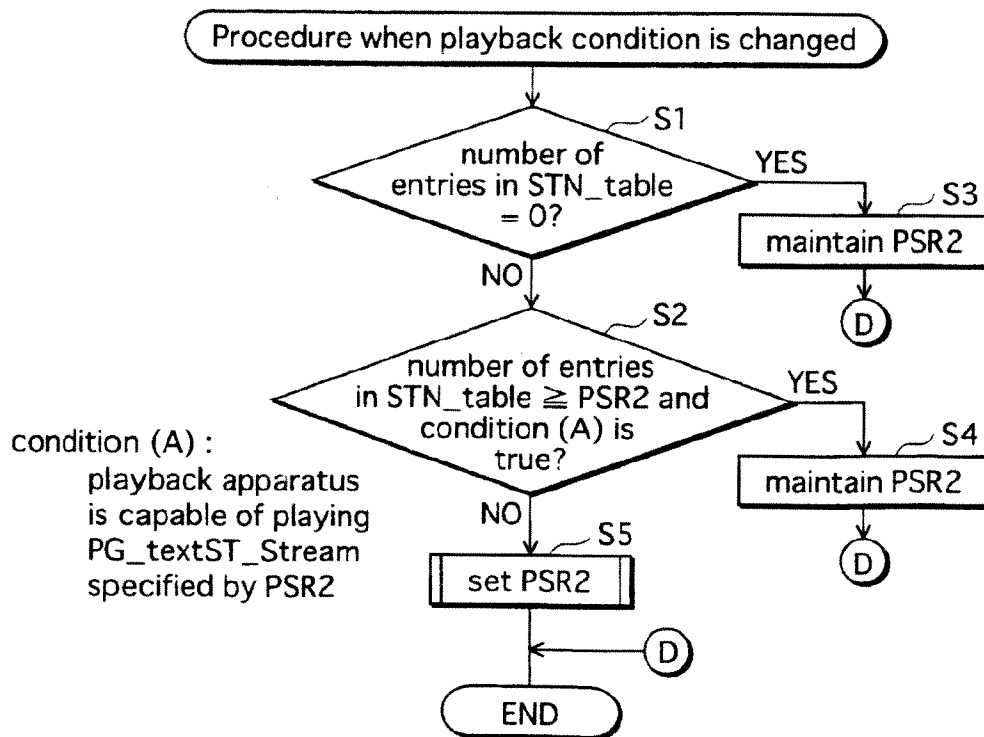 Procedure when playback condition is changed
S1
number of
entries in STN_table
= 0?
YES
S3
maintain PSR2
D
NO
S2
number of entries
in STN_table ≧ PSR2 and
condition (A) is
true?
YES
S4
maintain PSR2
D
condition (A) :
playback apparatus
is capable of playing
PG_textST_Stream
specified by PSR2
NO
S5
set PSR2
D
END